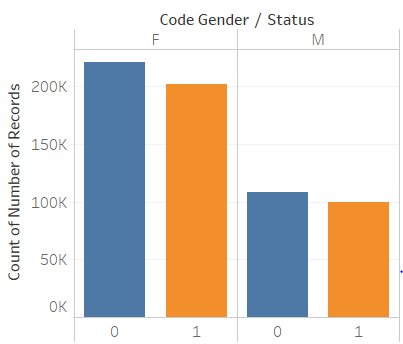 Code Gender / Status
F M
Count of Number of Records
200K
150K
100K
50K
0K
0 1 0 1